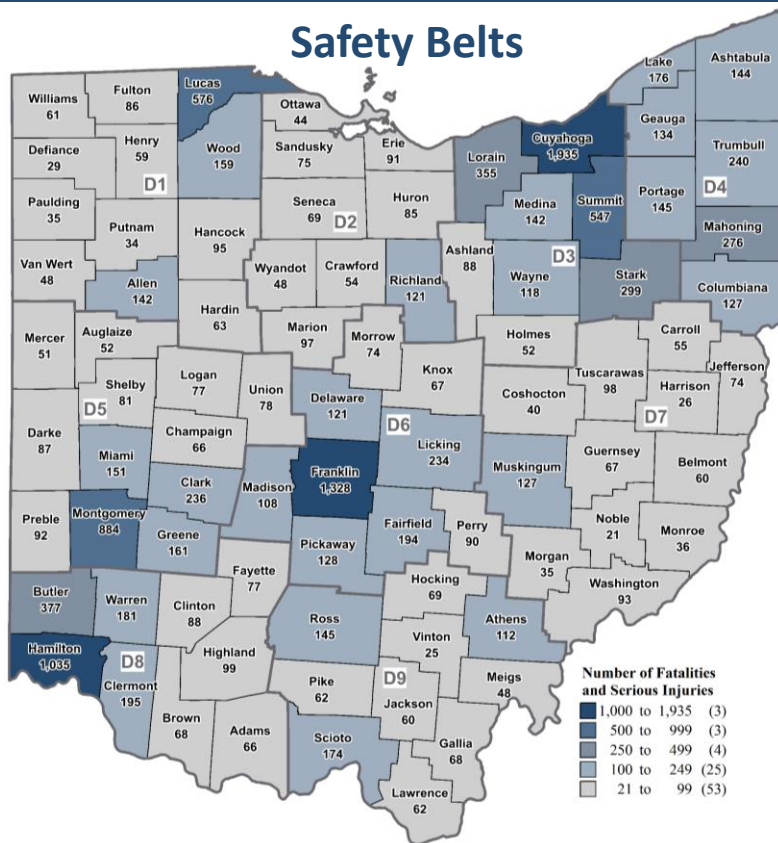 Safety Belts
Williams
61
Fulton
86
Lucas
576
Ottawa
44
Lake
176
Ashtabula
144
Defiance
29
Henry
59
D1
Wood
159
Sandusky
75
Erie
91
Lorain
355
Cuyahoga
1,935
Geauga
134
Trumbull
240
D4
Paulding
35
Putnam
34
Hancock
95
Seneca
69
D2
Huron
85
Medina
142
Summit
547
Portage
145
Mahoning
276
Van Wert
48
Allen
142
Wyandot
48
Crawford
54
Richland
121
Ashland
88
Wayne
118
D3
Stark
299
Columbiana
127
Mercer
51
Auglaize
52
Hardin
63
Marion
97
Morrow
74
Holmes
52
Carroll
55
Jefferson
74
Shelby
81
D5
Logan
77
Union
78
Knox
67
Coshocton
40
Tuscarawas
98
Harrison
26
D7
Darke
87
Miami
151
Champaign
66
Delaware
121
D6
Licking
234
Muskingum
127
Guernsey
67
Belmont
60
Clark
236
Madison
108
Franklin
1,328
Preble
92
Montgomery
884
Greene
161
Pickaway
128
Fairfield
194
Perry
90
Noble
21
Monroe
36
Morgan
35
Fayette
77
Hocking
69
Washington
93
Butler
377
Warren
181
Clinton
88
Ross
145
Athens
112
Hamilton
1,035
D8
Clermont
195
Highland
99
Vinton
25
Pike
62
D9
Jackson
60
Meigs
48
Brown
68
Adams
66
Scioto
174
Gallia
68
Lawrence
62
Number of Fatalities
and Serious Injuries
1,000 to 1,935 (3)
500 to 999 (3)
250 to 499 (4)
100 to 249 (25)
21 to 99 (53)